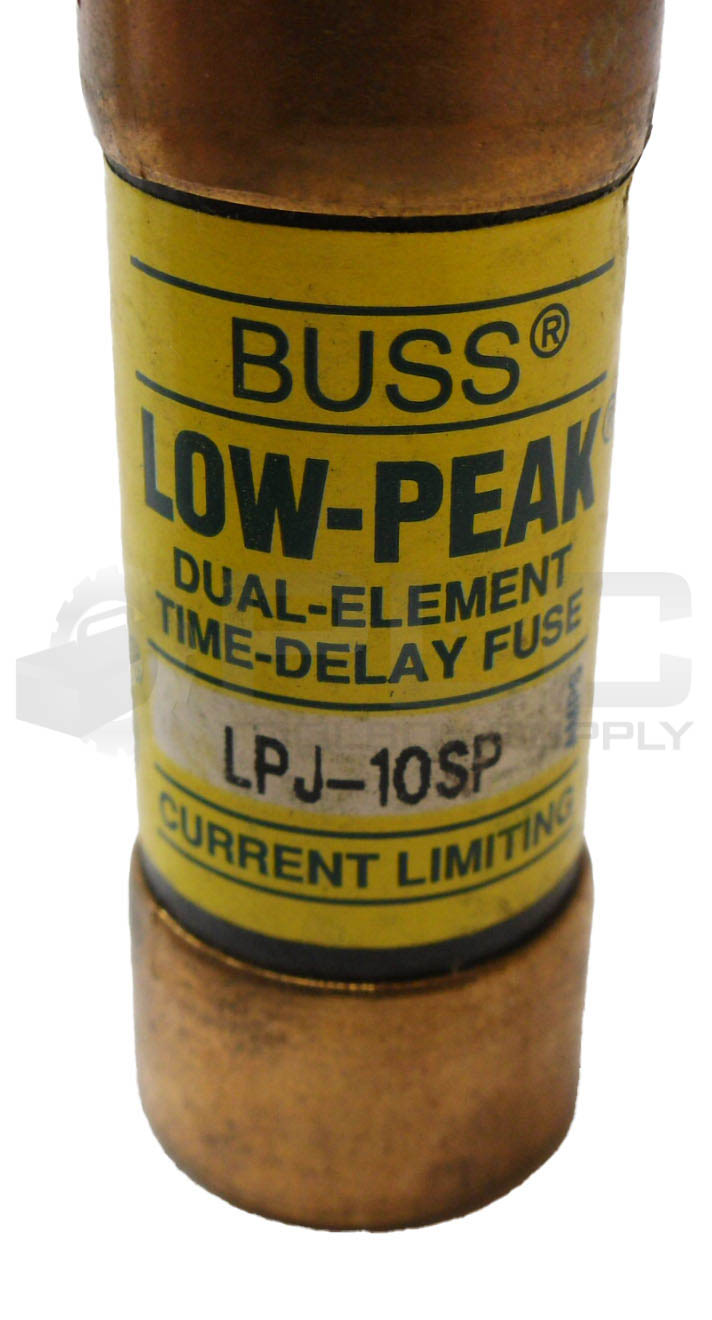 BUSS®
LOW-PEAK®
DUAL-ELEMENT
TIME-DELAY FUSE
LPJ-10SP
CURRENT LIMITING